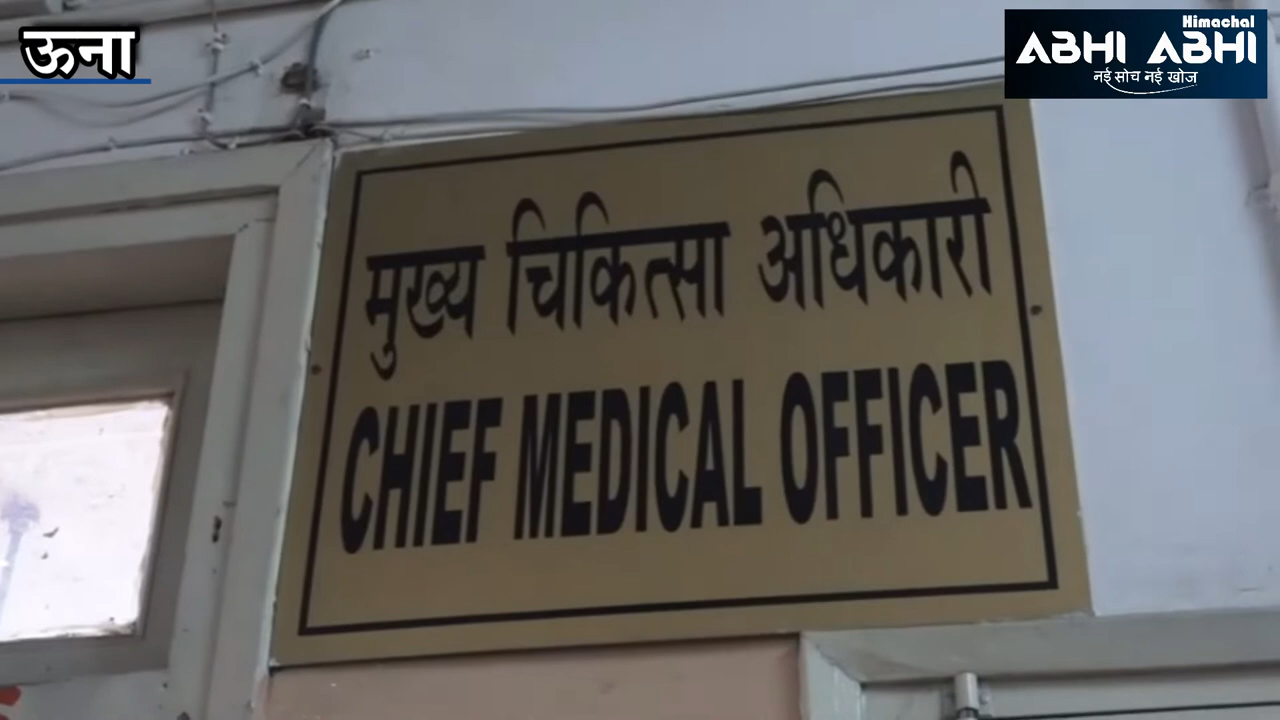 ऊना
Himachal
ABHI ABHI
नई सोच नई खोज
मुख्य चिकित्सा अधिकारी
CHIEF MEDICAL OFFICER